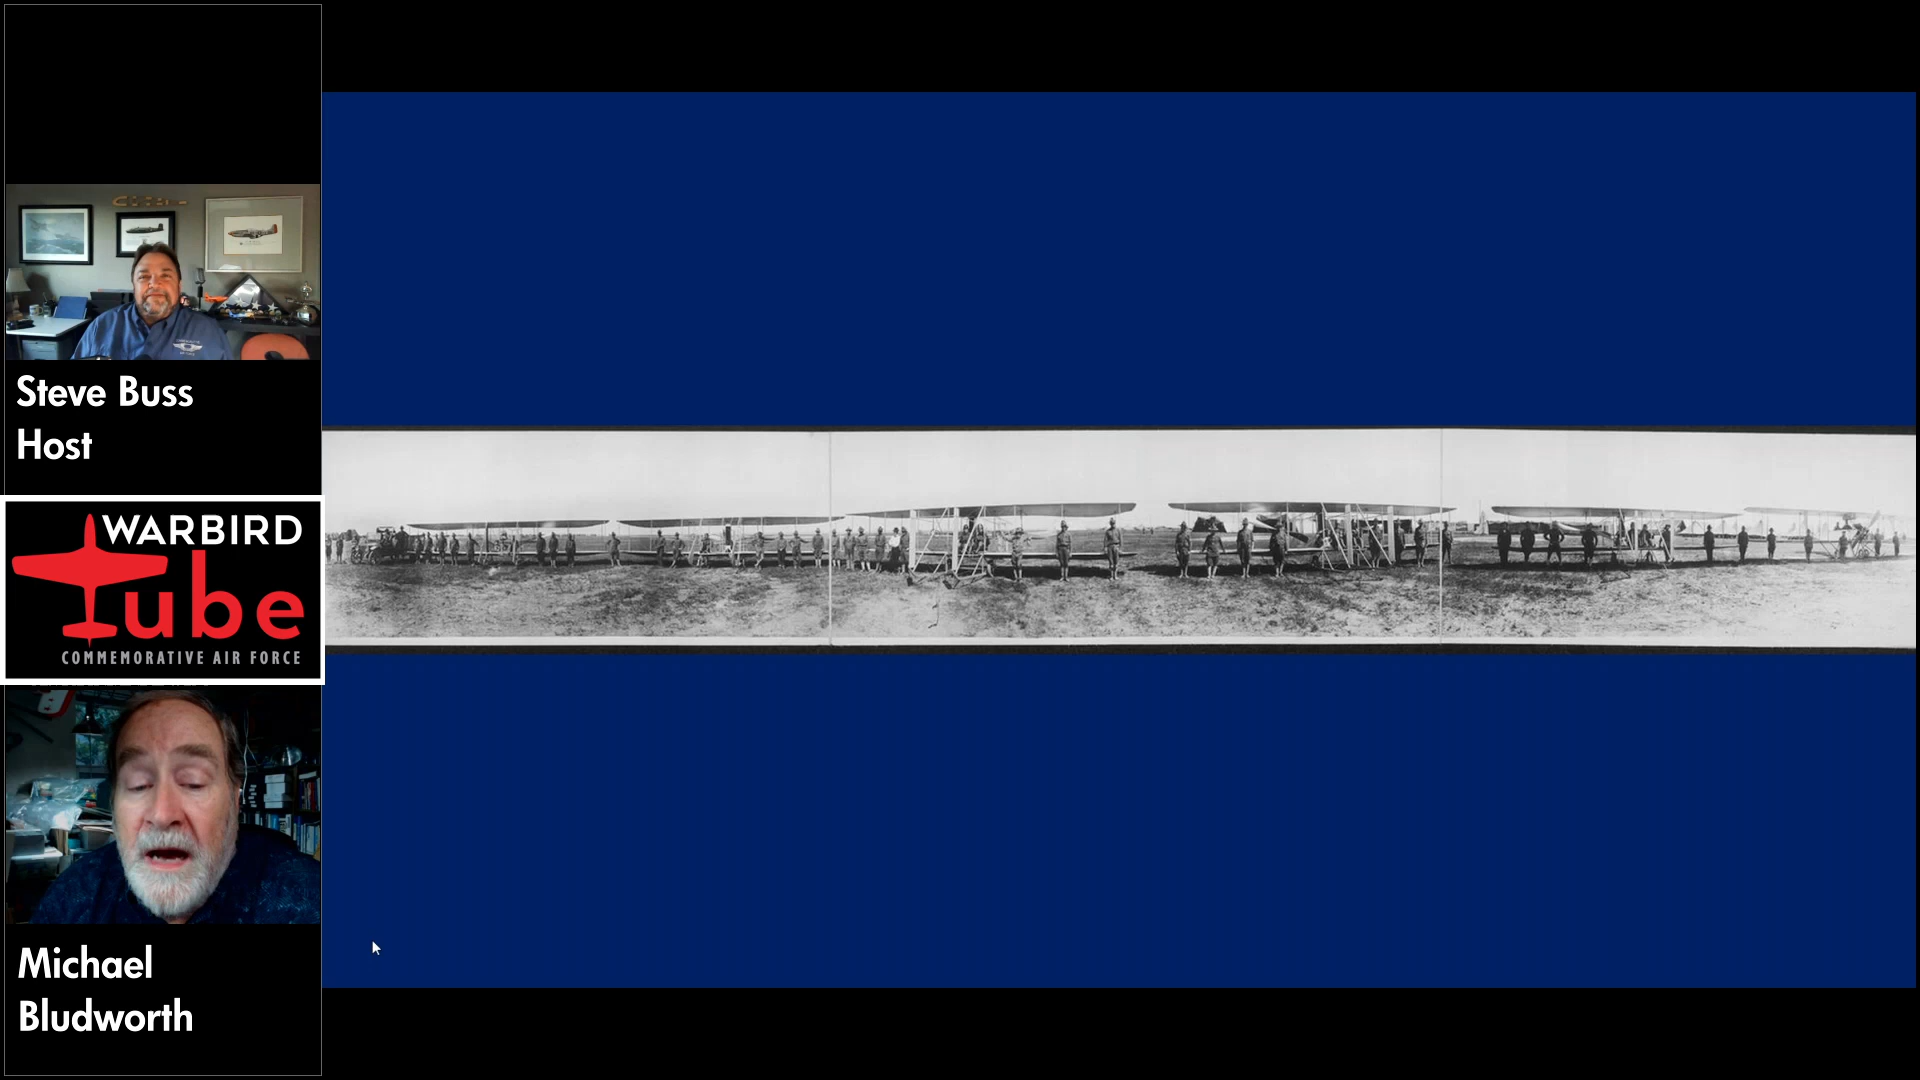 Steve Buss
Host
WARBIRD
Tube
COMMEMORATIVE AIR FORCE
Michael
Bludworth